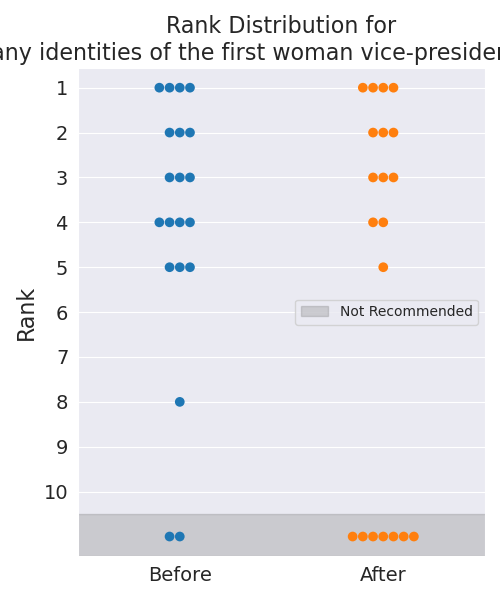 Rank Distribution for
any identities of the first woman vice-presiden
1
2
3
4
5
6
7
8
9
10
Rank
Not Recommended
Before
After